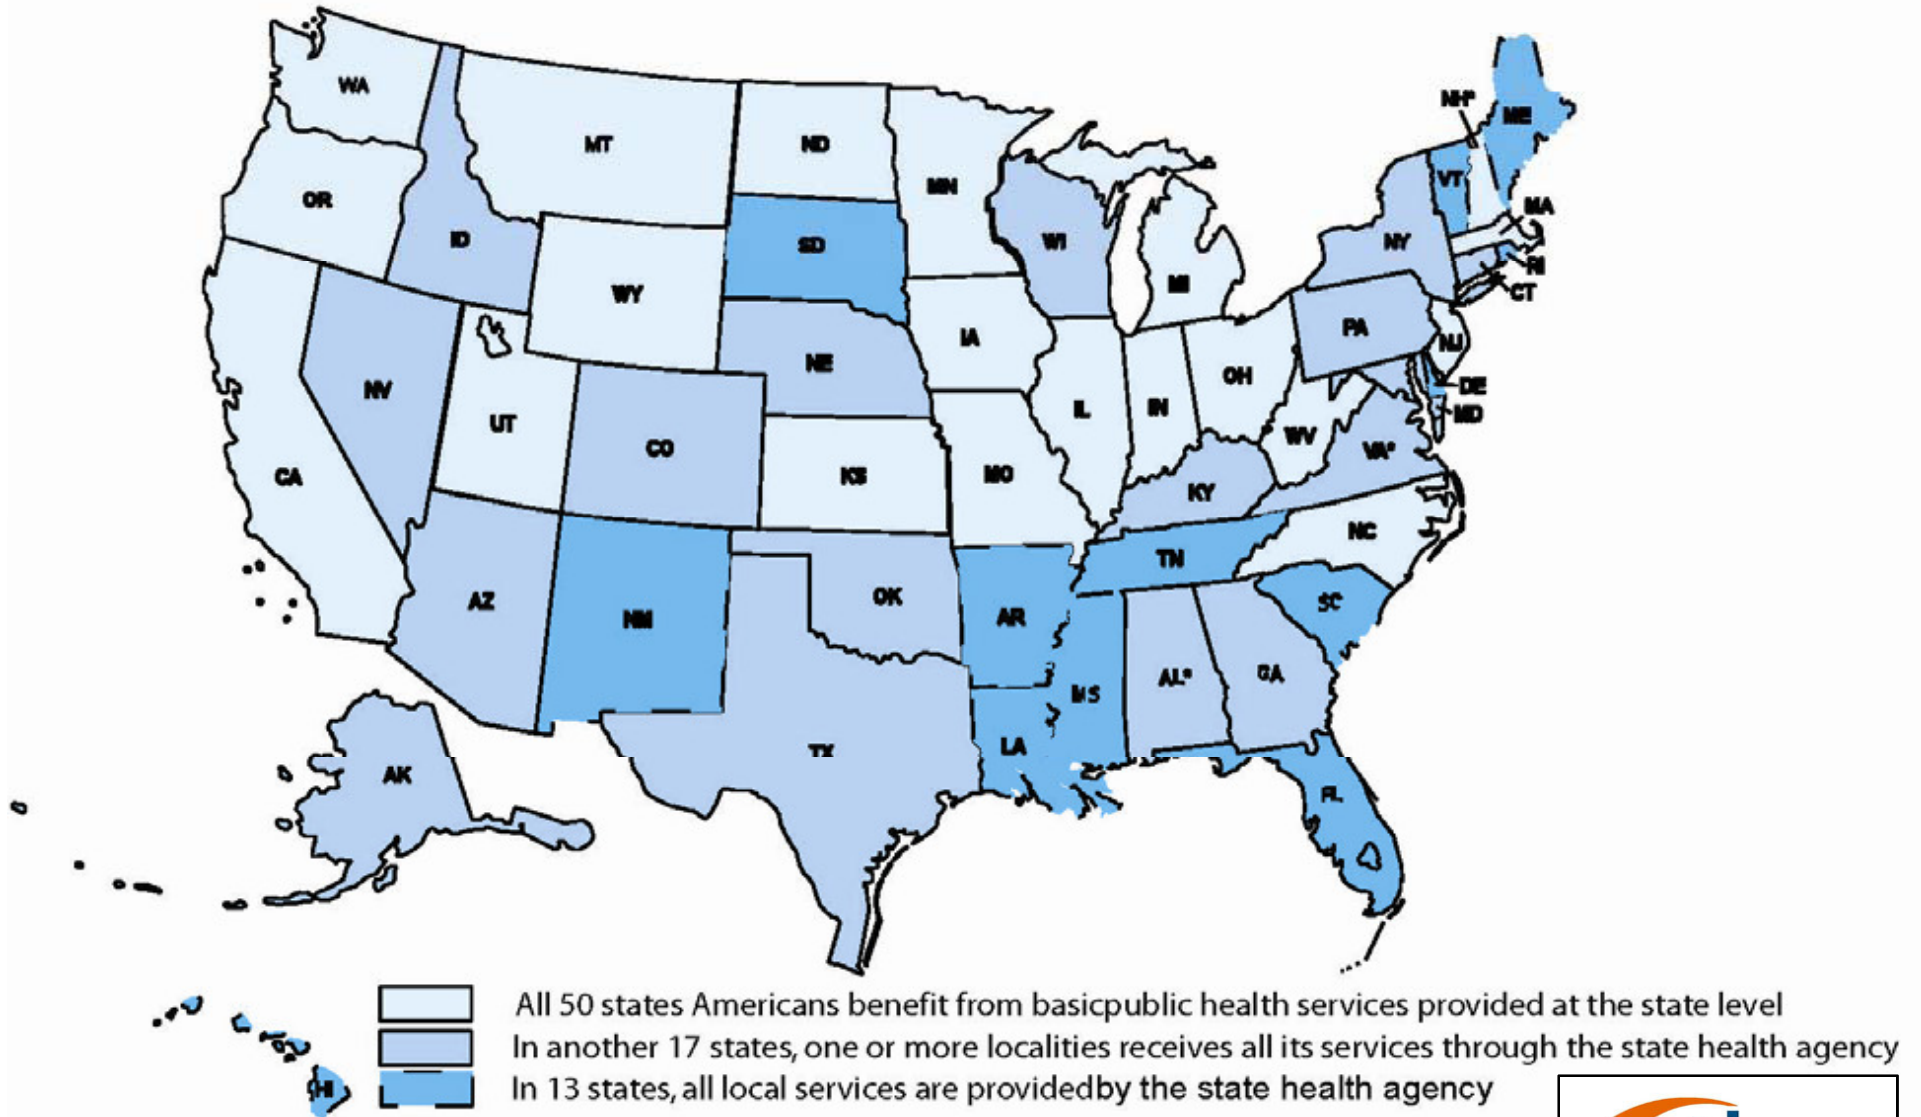 WA
MT
ND
MN
OR
ID
SD
WY
WI
MI
NH*
ME
VT
MA
NY
RI
CT
IA
PA
NJ
NE
NV
UT
CO
OH
DE
IL
IN
MD
WV
VA*
CA
KS
MO
KY
NC
TN
AZ
NM
OK
AR
SC
AL*
GA
MS
LA
TX
AK
FL
HI
All 50 states Americans benefit from basicpublic health services provided at the state level
In another 17 states, one or more localities receives all its services through the state health agency
In 13 states, all local services are providedby the state health agency